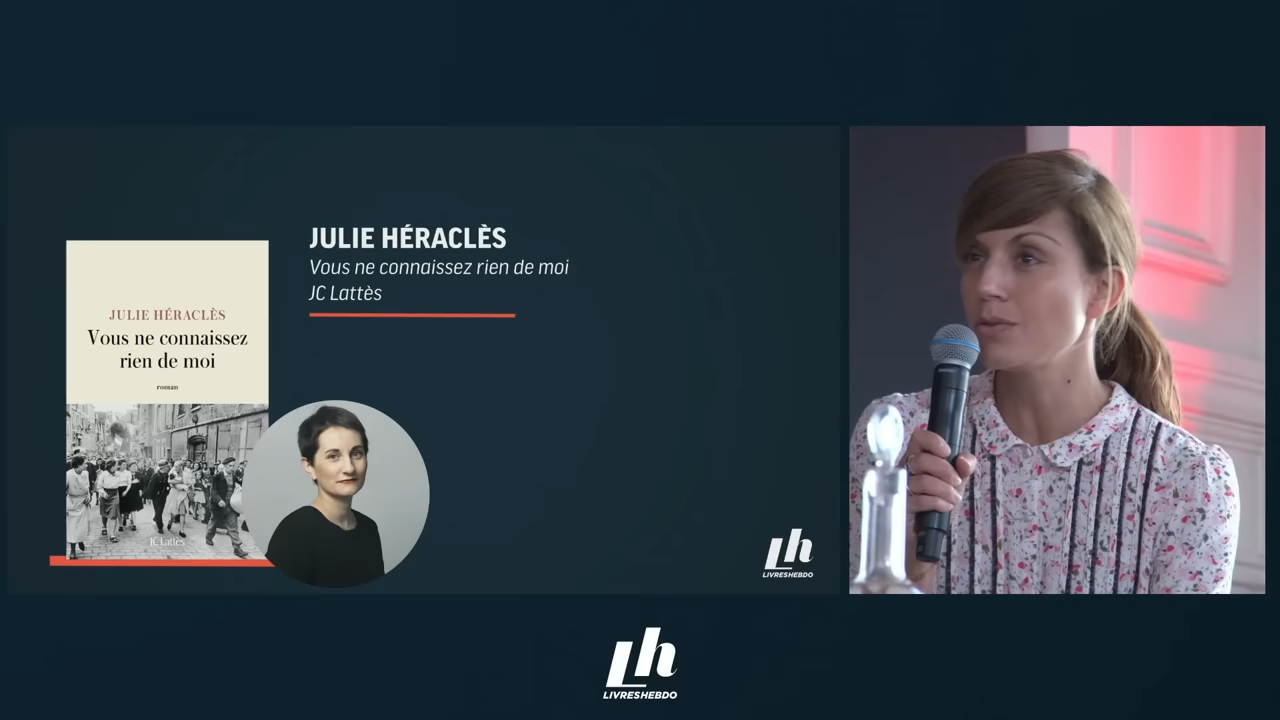 JULIE HÉRACLÈS
Vous ne connaissez rien de moi
JC Lattès
JULIE HÉRACLÈS
Vous ne connaissez
rien de moi
roman
JC Lattès
Lh
LIVRESHEBDO
Lh
LIVRESHEBDO